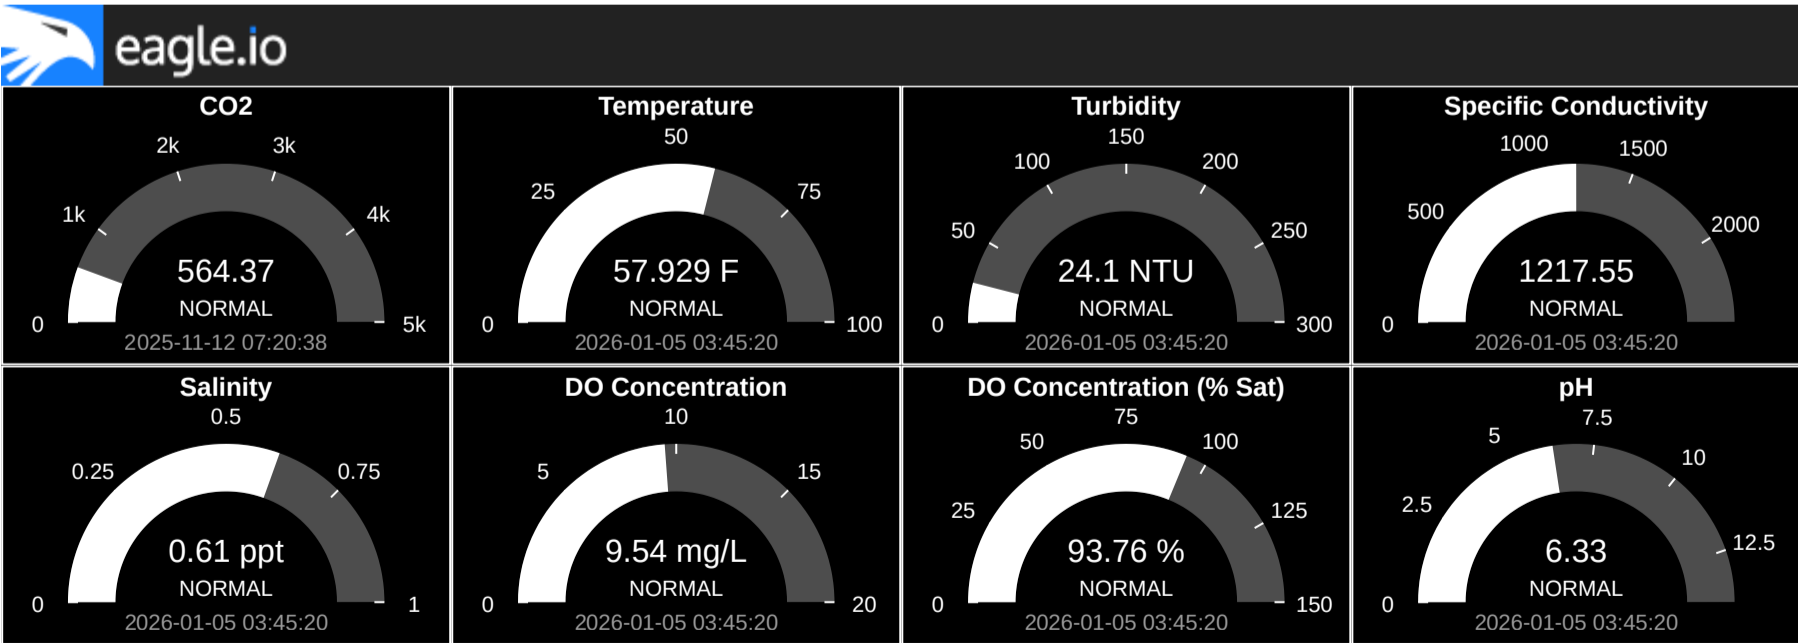 eagle.io
CO2
2k
3k
1k
4k
564.37
NORMAL
0
5k
2025-11-12 07:20:38
Temperature
50
25
75
57.929 F
NORMAL
0
100
2026-01-05 03:45:20
Turbidity
150
100
200
50
250
24.1 NTU
NORMAL
0
300
2026-01-05 03:45:20
Specific Conductivity
1000
1500
500
2000
1217.55
NORMAL
0
2026-01-05 03:45:20
Salinity
0.5
0.25
0.75
0.61 ppt
NORMAL
0
1
2026-01-05 03:45:20
DO Concentration
10
5
15
9.54 mg/L
NORMAL
0
20
2026-01-05 03:45:20
DO Concentration (% Sat)
75
50
100
25
125
93.76 %
NORMAL
0
150
2026-01-05 03:45:20
pH
7.5
5
10
2.5
12.5
6.33
NORMAL
0
2026-01-05 03:45:20